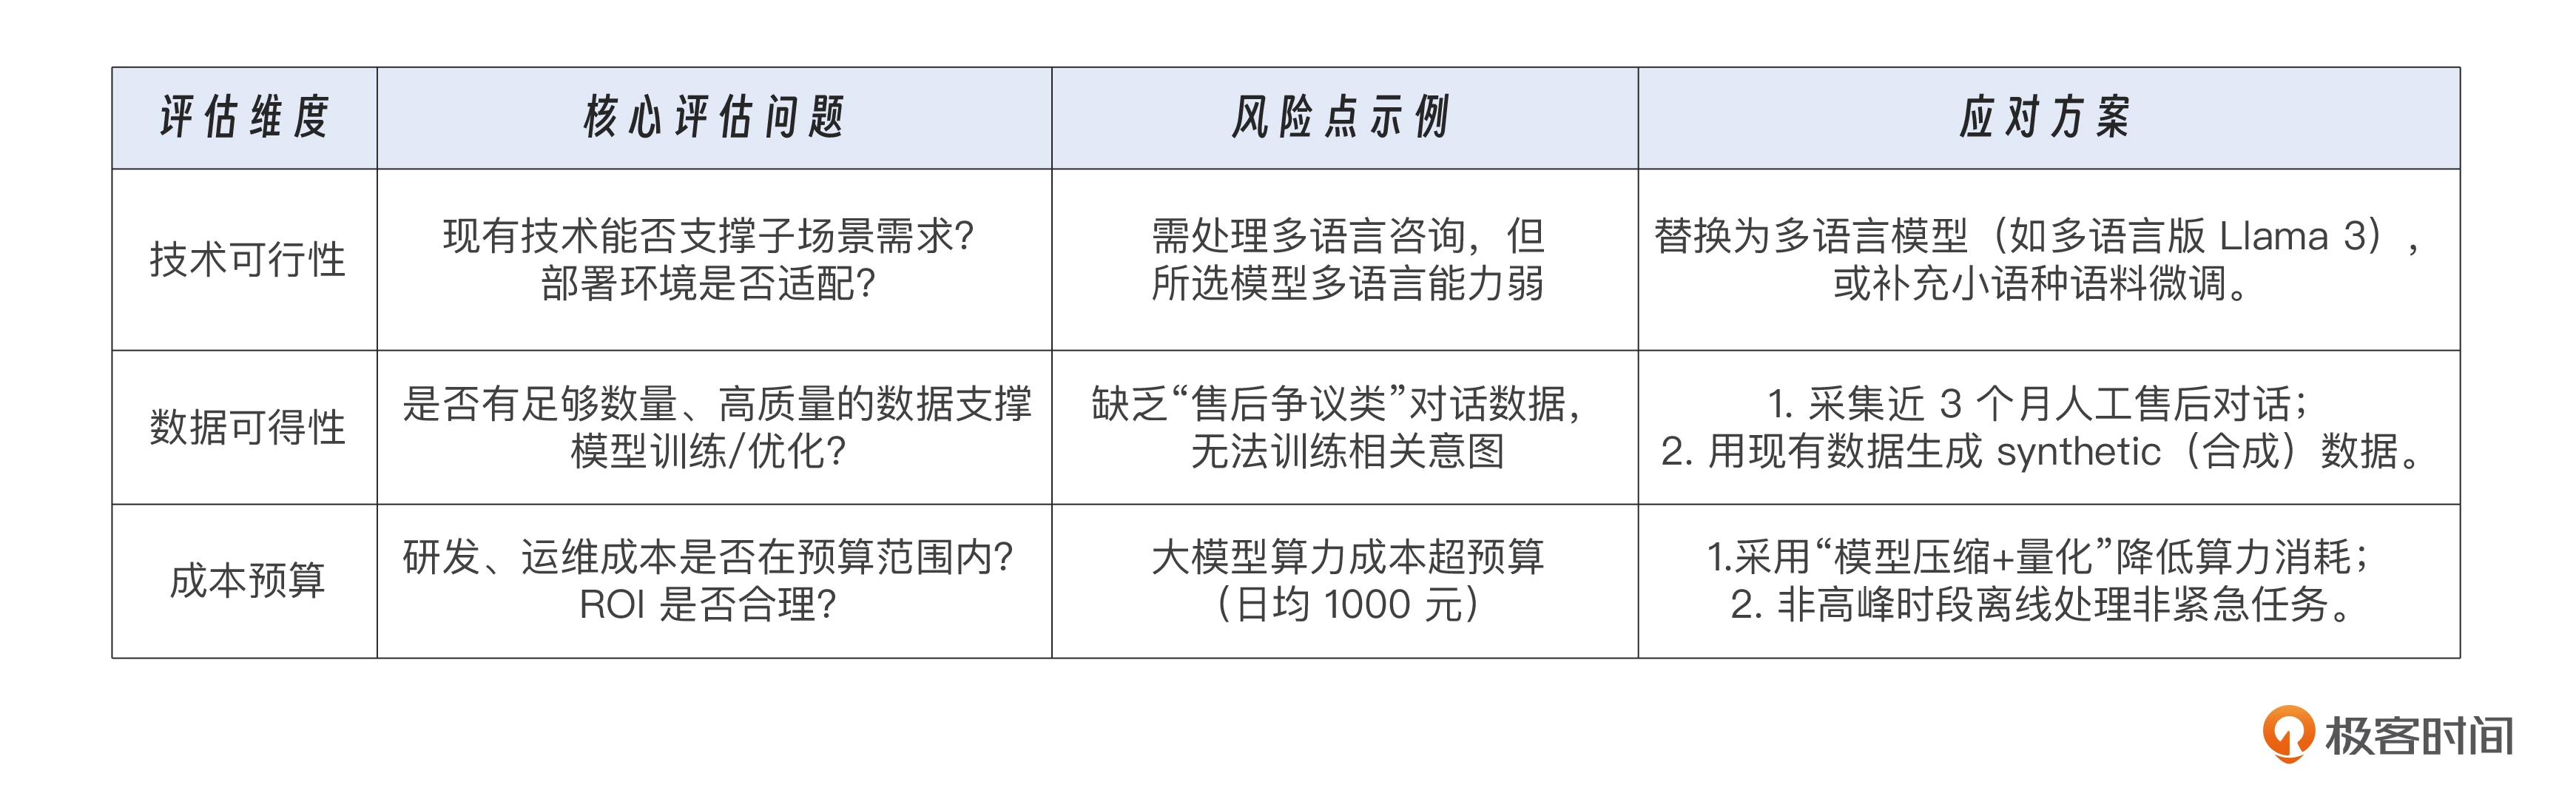 评估维度
核心评估问题
风险点示例
应对方案
技术可行性
现有技术能否支撑子场景需求?
部署环境是否适配?
需处理多语言咨询，但
所选模型多语言能力弱
替换为多语言模型（如多语言版 Llama 3），
或补充小语种语料微调。
数据可得性
是否有足够数量、高质量的数据支撑
模型训练/优化?
缺乏“售后争议类”对话数据，
无法训练相关意图
1. 采集近 3 个月人工售后对话；
2. 用现有数据生成 synthetic（合成）数据。
成本预算
研发、运维成本是否在预算范围内?
ROI 是否合理?
大模型算力成本超预算
（日均 1000 元）
1.采用“模型压缩+量化”降低算力消耗；
2. 非高峰时段离线处理非紧急任务。
极客时间